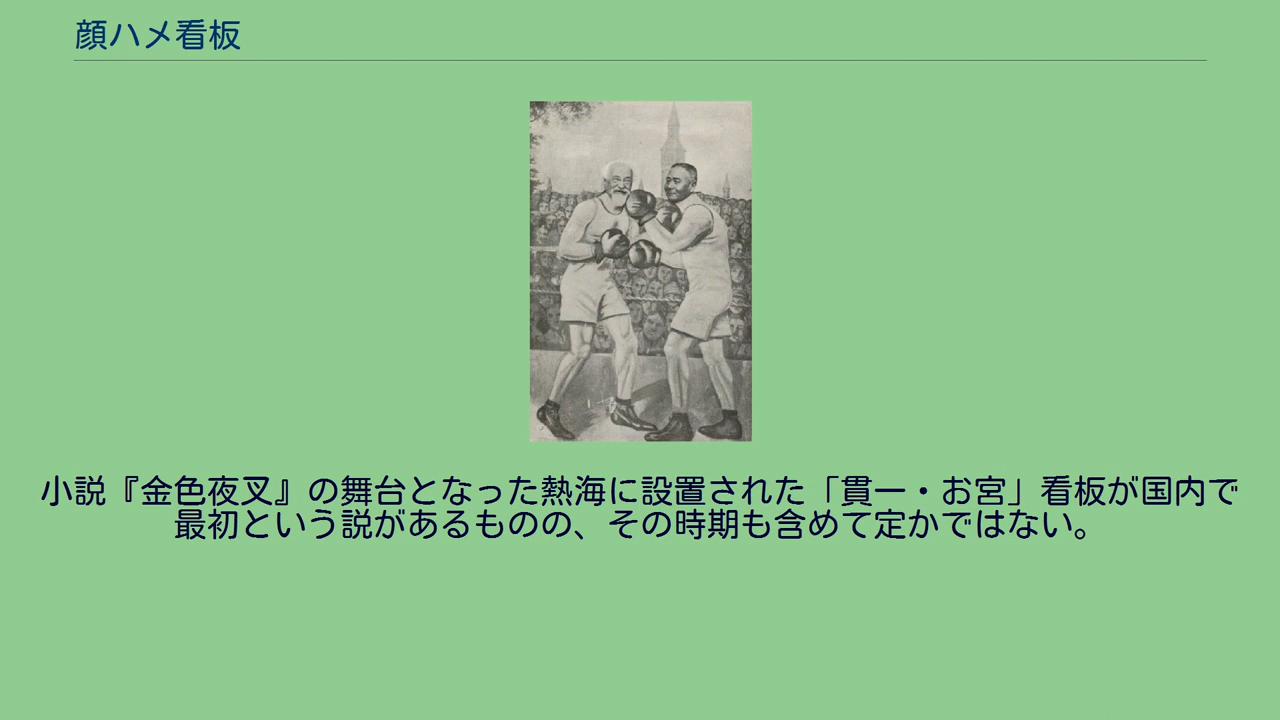 顔ハメ看板
小説『金色夜叉』の舞台となった熱海に設置された「貫一・お宮」看板が国内で
最初という説があるものの、その時期も含めて定かではない。